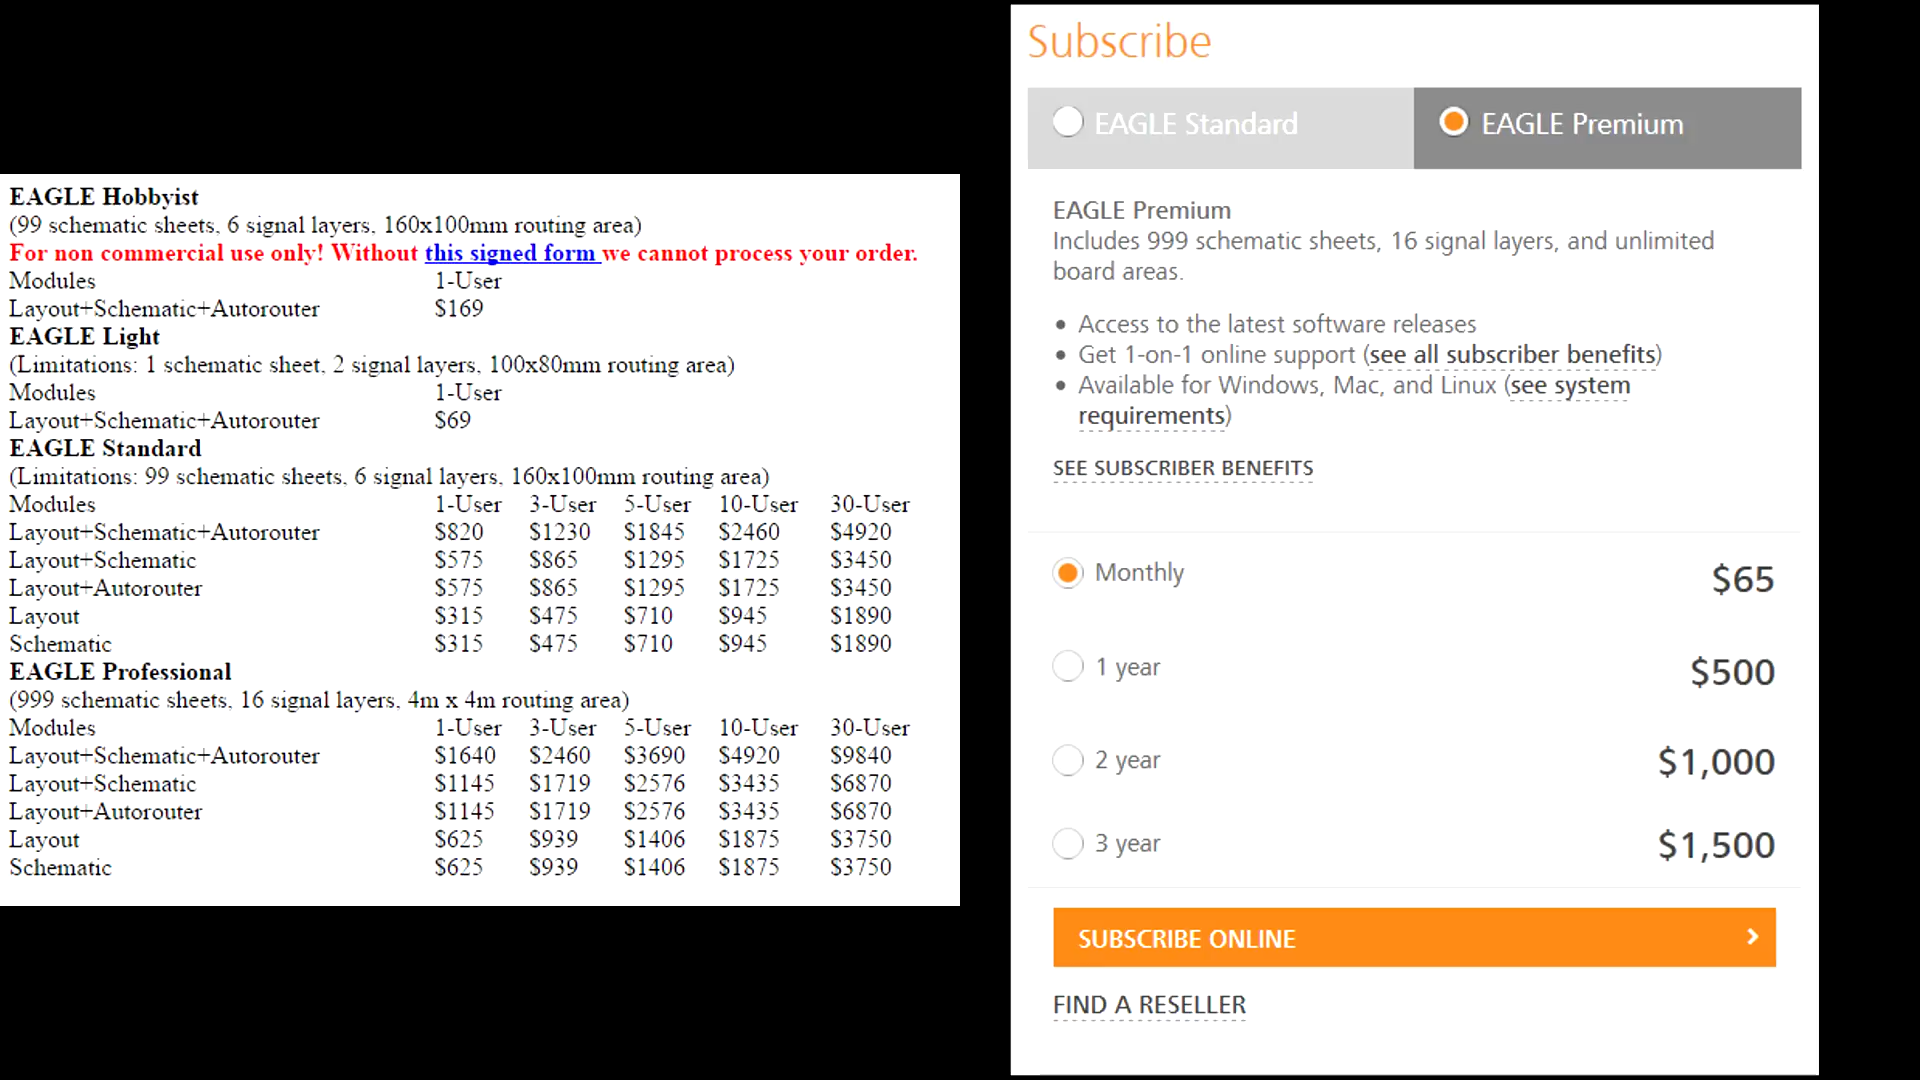 EAGLE Hobbyist
(99 schematic sheets, 6 signal layers, 160x100mm routing area)
For non commercial use only! Without this signed form we cannot process your order.
Modules 1-User
Layout+Schematic+Autorouter $169
EAGLE Light
(Limitations: 1 schematic sheet, 2 signal layers, 100x80mm routing area)
Modules 1-User
Layout+Schematic+Autorouter $69
EAGLE Standard
(Limitations: 99 schematic sheets, 6 signal layers, 160x100mm routing area)
Modules 1-User 3-User 5-User 10-User 30-User
Layout+Schematic+Autorouter $820 $1230 $1845 $2460 $4920
Layout+Schematic $575 $865 $1295 $1725 $3450
Layout+Autorouter $575 $865 $1295 $1725 $3450
Layout $315 $475 $710 $945 $1890
Schematic $315 $475 $710 $945 $1890
EAGLE Professional
(999 schematic sheets, 16 signal layers, 4m x 4m routing area)
Modules 1-User 3-User 5-User 10-User 30-User
Layout+Schematic+Autorouter $1640 $2460 $3690 $4920 $9840
Layout+Schematic $1145 $1719 $2576 $3435 $6870
Layout+Autorouter $1145 $1719 $2576 $3435 $6870
Layout $625 $939 $1406 $1875 $3750
Schematic $625 $939 $1406 $1875 $3750
Subscribe
EAGLE Standard EAGLE Premium
EAGLE Premium
Includes 999 schematic sheets, 16 signal layers, and unlimited
board areas.
• Access to the latest software releases
• Get 1-on-1 online support (see all subscriber benefits)
• Available for Windows, Mac, and Linux (see system
requirements)
SEE SUBSCRIBER BENEFITS
Monthly $65
1 year $500
2 year $1,000
3 year $1,500
SUBSCRIBE ONLINE
FIND A RESELLER